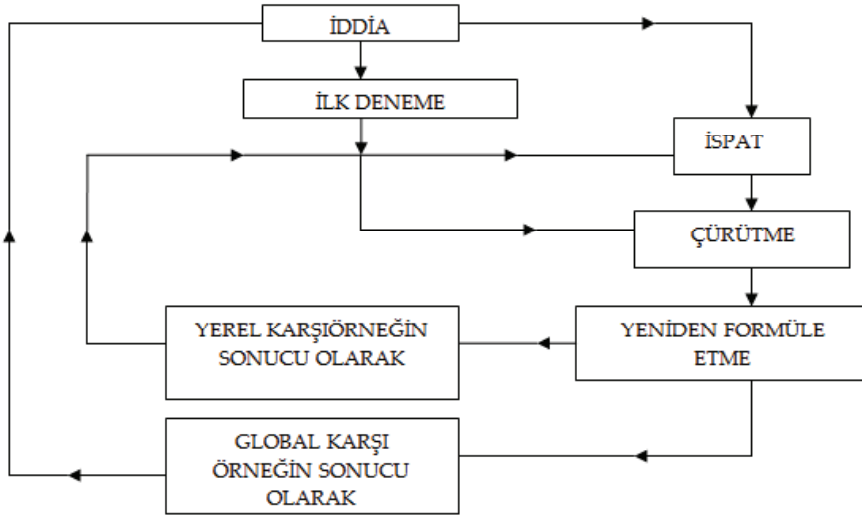 İDDİA
İLK DENEME
İSPAT
ÇÜRÜTME
YEREL KARŞIÖRNEĞİN
SONUCU OLARAK
YENİDEN FORMÜLE
ETME
GLOBAL KARŞI
ÖRNEĞİN SONUCU
OLARAK